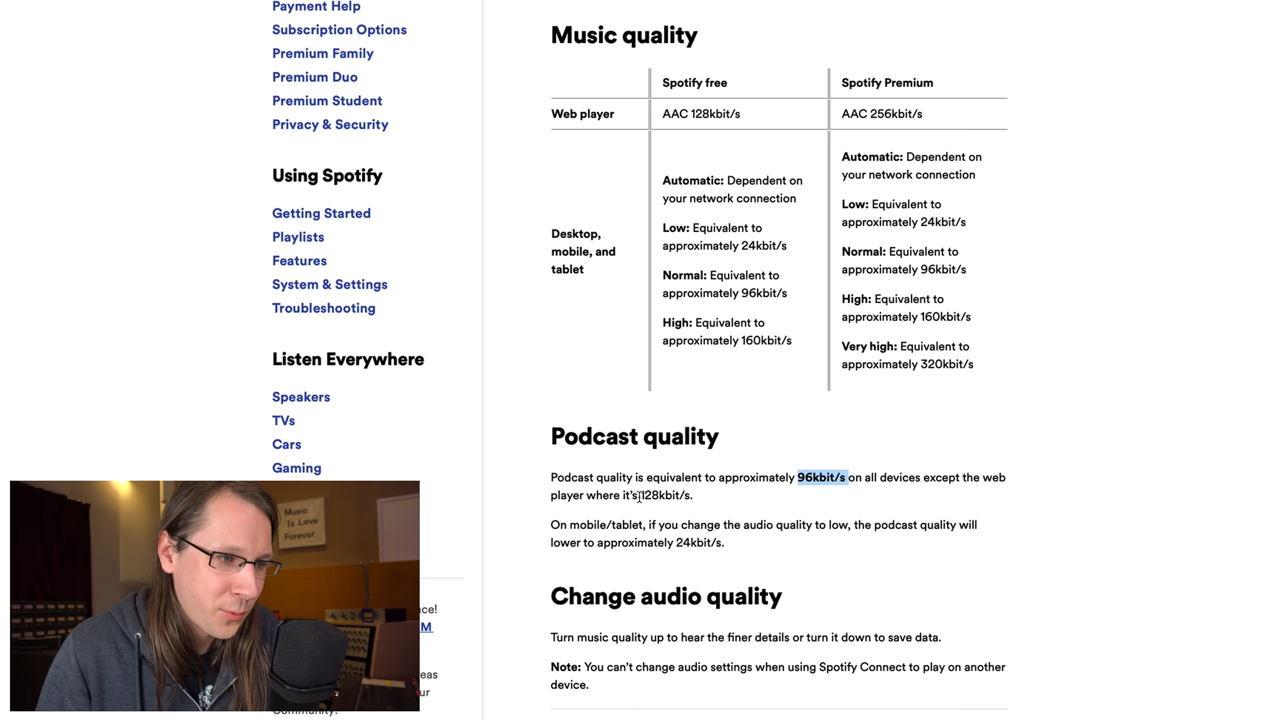 Payment Help
Subscription Options
Premium Family
Premium Duo
Premium Student
Privacy & Security
Using Spotify
Getting Started
Playlists
Features
System & Settings
Troubleshooting
Listen Everywhere
Speakers
TVs
Cars
Gaming
Music
Is Love
Forever
nce!
M
eas
ur
Community!
Music quality
Spotify free
Spotify Premium
Web player
AAC 128kbit/s
AAC 256kbit/s
Desktop,
mobile, and
tablet
Automatic: Dependent on
your network connection
Low: Equivalent to
approximately 24kbit/s
Normal: Equivalent to
approximately 96kbit/s
High: Equivalent to
approximately 160kbit/s
Automatic: Dependent on
your network connection
Low: Equivalent to
approximately 24kbit/s
Normal: Equivalent to
approximately 96kbit/s
High: Equivalent to
approximately 160kbit/s
Very high: Equivalent to
approximately 320kbit/s
Podcast quality
Podcast quality is equivalent to approximately 96kbit/s on all devices except the web
player where it's 128kbit/s.
On mobile/tablet, if you change the audio quality to low, the podcast quality will
lower to approximately 24kbit/s.
Change audio quality
Turn music quality up to hear the finer details or turn it down to save data.
Note: You can't change audio settings when using Spotify Connect to play on another
device.